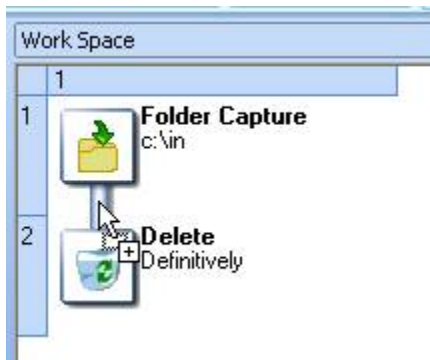 Work Space
1
1
Folder Capture
c:\in
2
Delete
Definitively